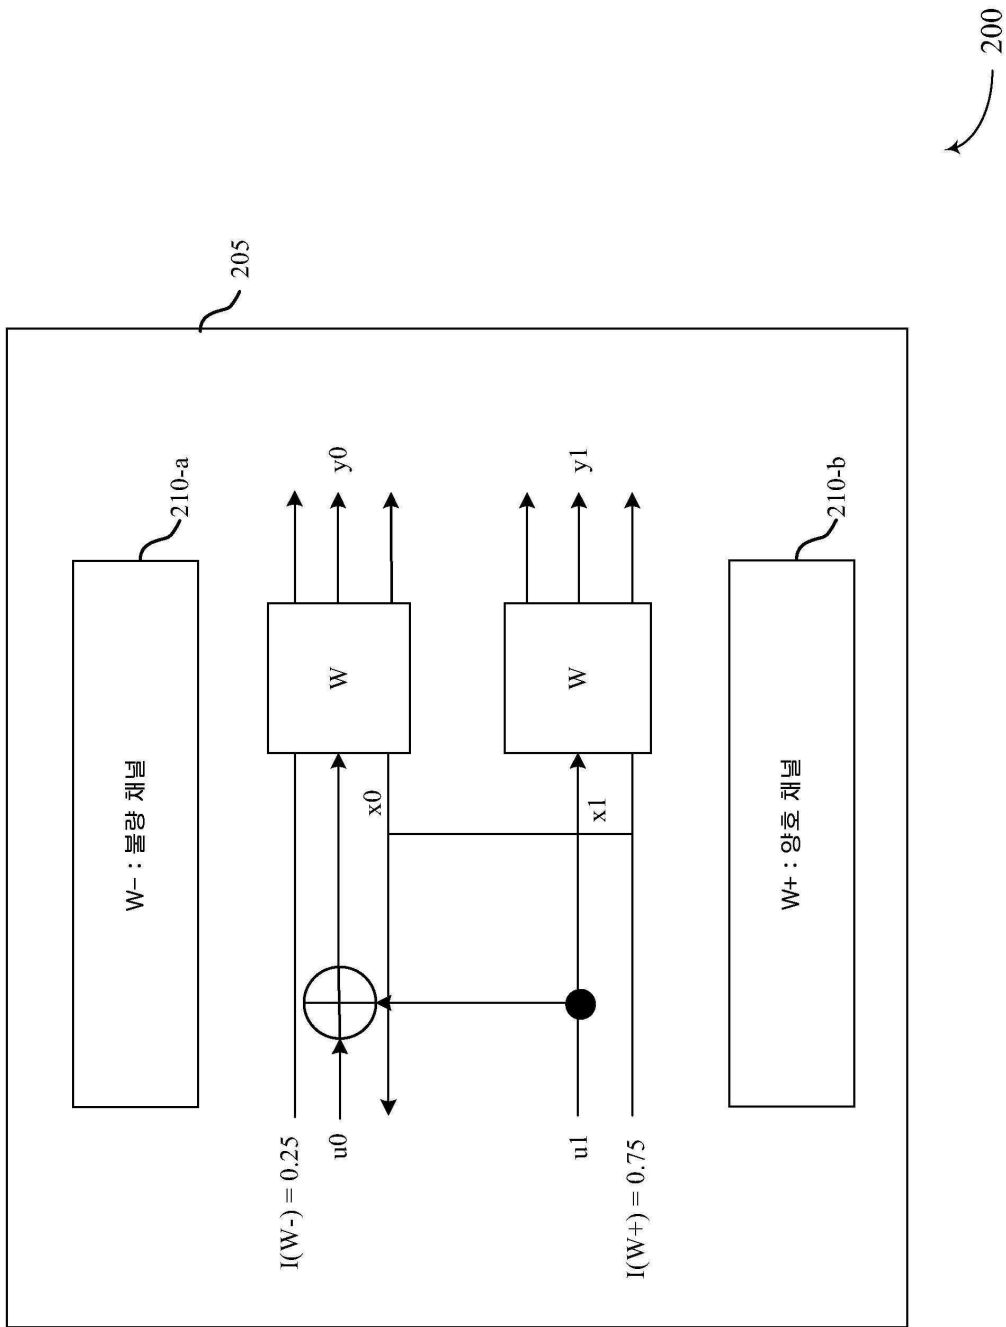 200
205
210-a
W- : 불량 채널
I(W-) = 0.25
u0
x0
W
y0
u1
x1
W
y1
I(W+) = 0.75
210-b
W+ : 양호 채널